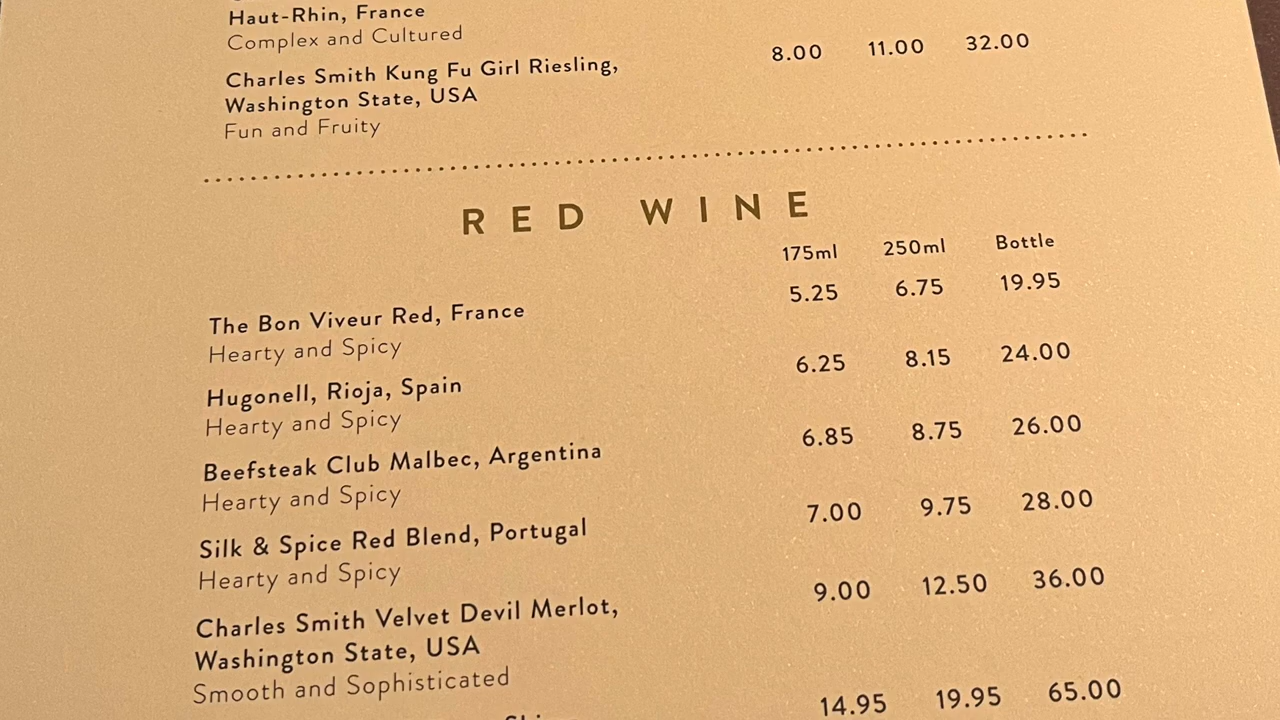 Haut-Rhin, France
Complex and Cultured
Charles Smith Kung Fu Girl Riesling, 8.00 11.00 32.00
Washington State, USA
Fun and Fruity
RED WINE
175ml 250ml Bottle
The Bon Viveur Red, France 5.25 6.75 19.95
Hearty and Spicy
Hugonell, Rioja, Spain 6.25 8.15 24.00
Hearty and Spicy
Beefsteak Club Malbec, Argentina 6.85 8.75 26.00
Hearty and Spicy
Silk & Spice Red Blend, Portugal 7.00 9.75 28.00
Hearty and Spicy
Charles Smith Velvet Devil Merlot, 9.00 12.50 36.00
Washington State, USA
Smooth and Sophisticated
14.95 19.95 65.00